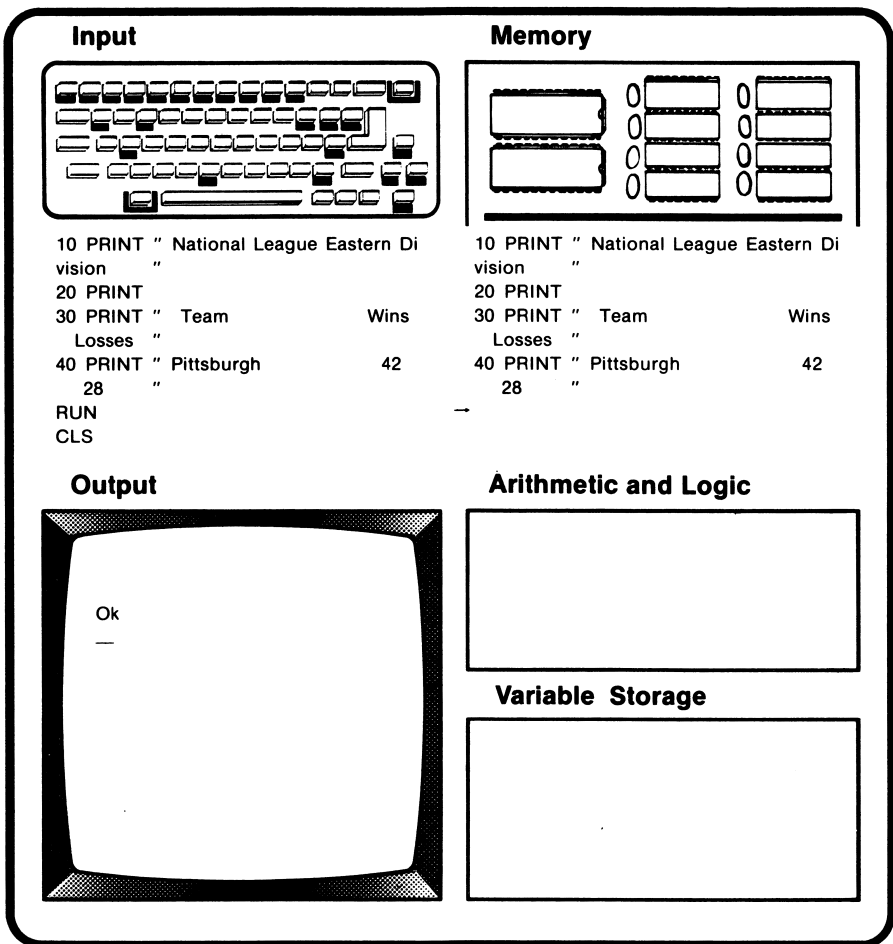 Input
10 PRINT " National League Eastern Di
vision "
20 PRINT
30 PRINT " Team Wins
Losses "
40 PRINT " Pittsburgh 42
28 "
RUN
CLS
Memory
10 PRINT " National League Eastern Di
vision "
20 PRINT
30 PRINT " Team Wins
Losses "
40 PRINT " Pittsburgh 42
28 "
→
Output
Ok
__
Arithmetic and Logic
Variable Storage